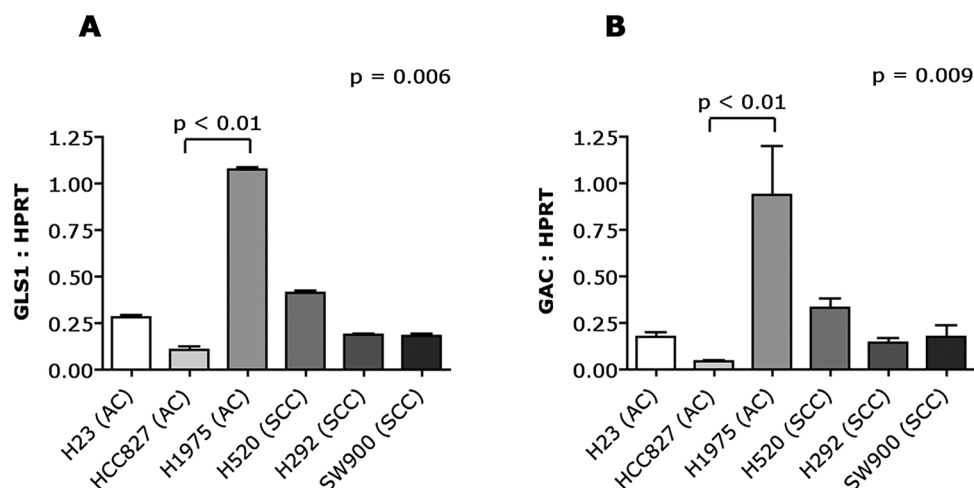 A
p = 0.006
p < 0.01
GLS1 : HPRT
1.25
1.00
0.75
0.50
0.25
0.00
H23 (AC)
HCC827 (AC)
H1975 (AC)
H520 (SCC)
H292 (SCC)
SW900 (SCC)
B
p = 0.009
p < 0.01
GAC : HPRT
1.25
1.00
0.75
0.50
0.25
0.00
H23 (AC)
HCC827 (AC)
H1975 (AC)
H520 (SCC)
H292 (SCC)
SW900 (SCC)